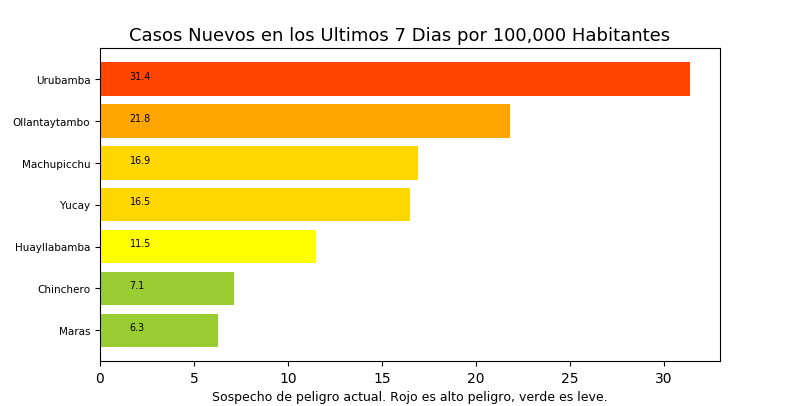 Casos Nuevos en los Ultimos 7 Dias por 100,000 Habitantes
Urubamba 31.4
Ollantaytambo 21.8
Machupicchu 16.9
Yucay 16.5
Huayllabamba 11.5
Chinchero 7.1
Maras 6.3
0 5 10 15 20 25 30
Sospecho de peligro actual. Rojo es alto peligro, verde es leve.